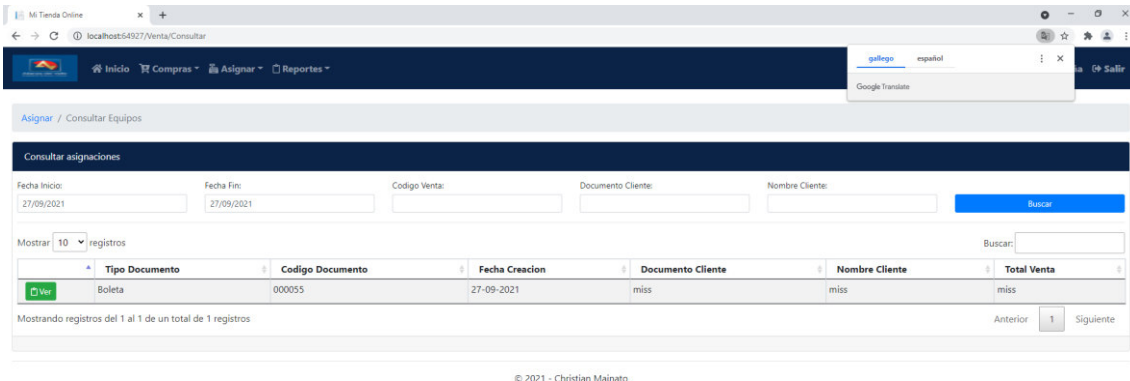 Mi Tienda Online
localhost:64927/Venta/Consultar
gallego español
Google Translate
Inicio Compras Asignar Reportes Salir
Asignar / Consultar Equipos
Consultar asignaciones
Fecha Inicio: Fecha Fin: Codigo Venta: Documento Cliente: Nombre Cliente:
27/09/2021 27/09/2021 Buscar
Mostrar 10 registros Buscar:
Tipo Documento Codigo Documento Fecha Creacion Documento Cliente Nombre Cliente Total Venta
Ver Boleta 000055 27-09-2021 miss miss miss
Mostrando registros del 1 al 1 de un total de 1 registros Anterior 1 Siguiente
© 2021 - Christian Mainato